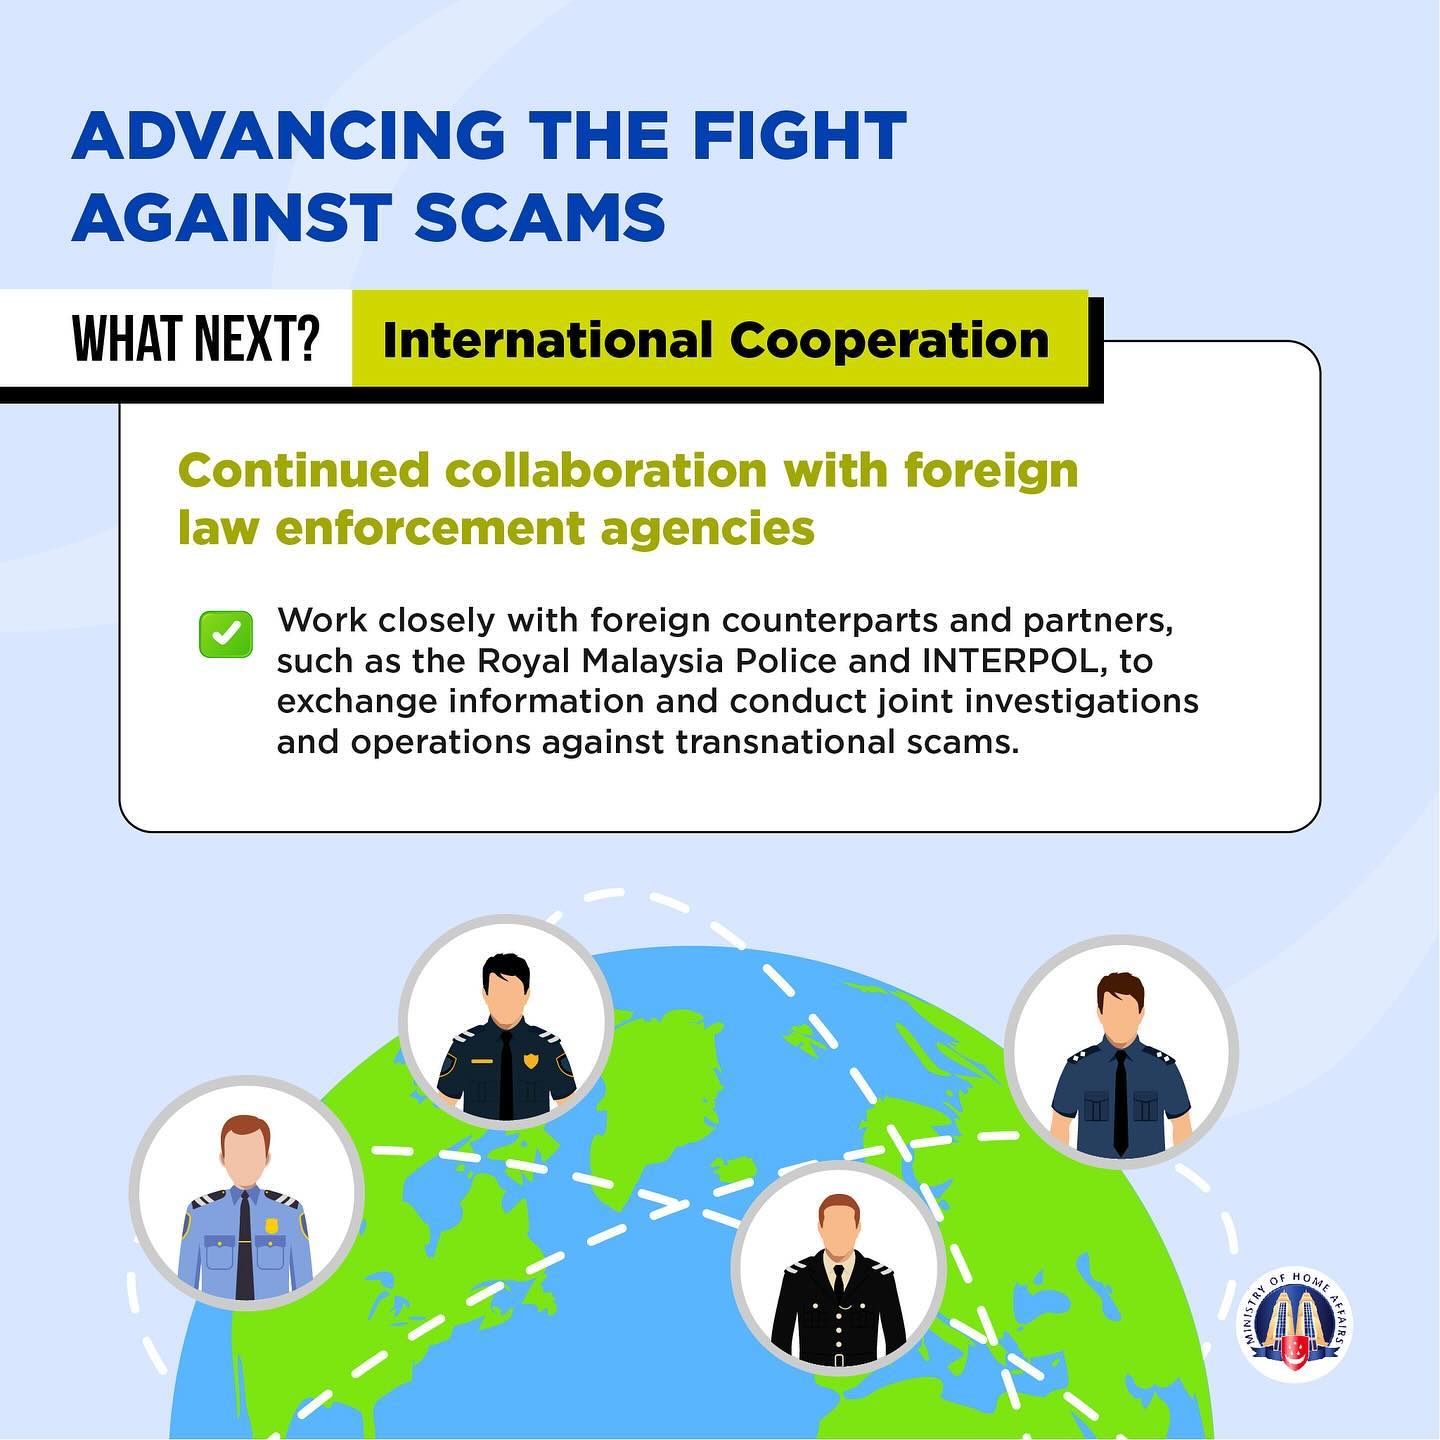 ADVANCING THE FIGHT
AGAINST SCAMS
WHAT NEXT? International Cooperation
Continued collaboration with foreign
law enforcement agencies
Work closely with foreign counterparts and partners,
such as the Royal Malaysia Police and INTERPOL, to
exchange information and conduct joint investigations
and operations against transnational scams.
MINISTRY OF HOME AFFAIRS